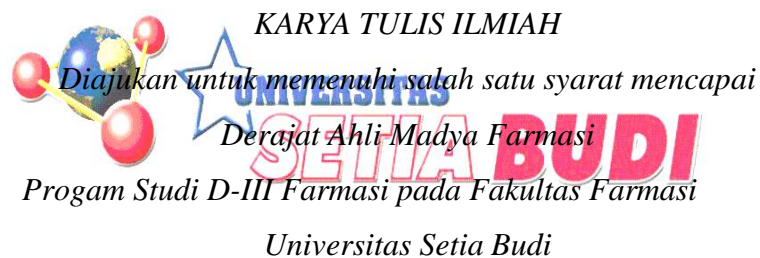 KARYA TULIS ILMIAH
Diajukan untuk memenuhi salah satu syarat mencapai
UNIVERSITAS
Derajat Ahli Madya Farmasi
SETIA BUDI
Progam Studi D-III Farmasi pada Fakultas Farmasi
Universitas Setia Budi